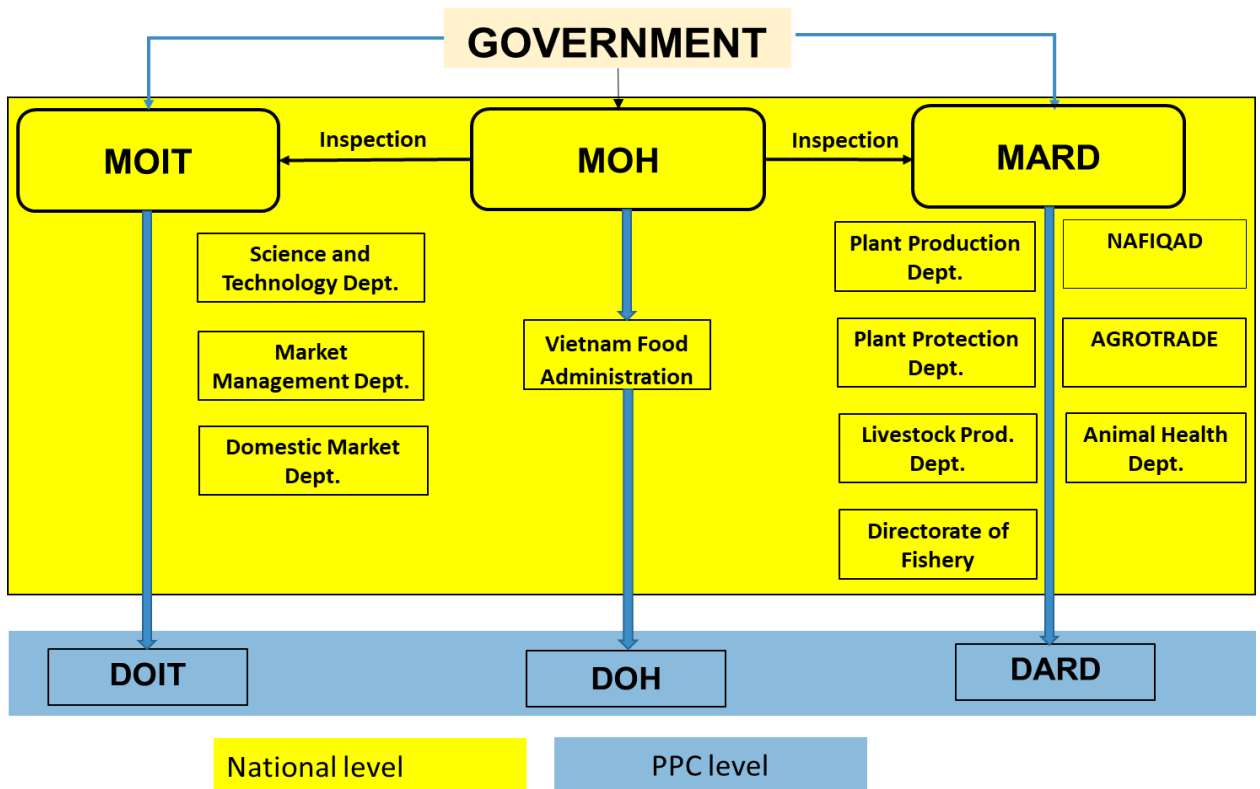 GOVERNMENT
MOIT
Inspection
MOH
Inspection
MARD
Science and
Technology Dept.
Market
Management Dept.
Domestic Market
Dept.
Vietnam Food
Administration
Plant Production
Dept.
NAFIQAD
Plant Protection
Dept.
AGROTRADE
Livestock Prod.
Dept.
Animal Health
Dept.
Directorate of
Fishery
DOIT
DOH
DARD
National level
PPC level